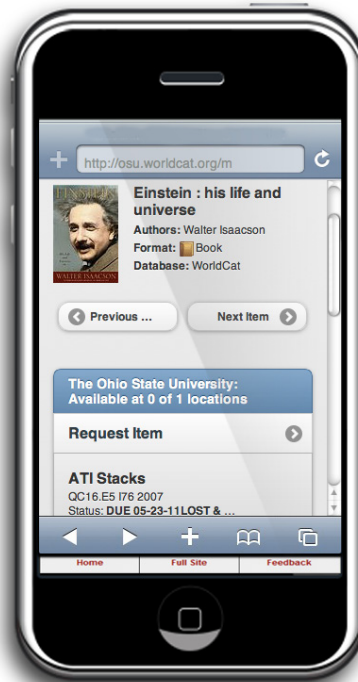 http://osu.worldcat.org/m
EINSTEIN
WALTER ISAACSON
Einstein : his life and
universe
Authors: Walter Isaacson
Format: Book
Database: WorldCat
Previous ...
Next Item
The Ohio State University:
Available at 0 of 1 locations
Request Item
ATI Stacks
QC16.E5 I76 2007
Status: DUE 05-23-11LOST & ...
Home
Full Site
Feedback